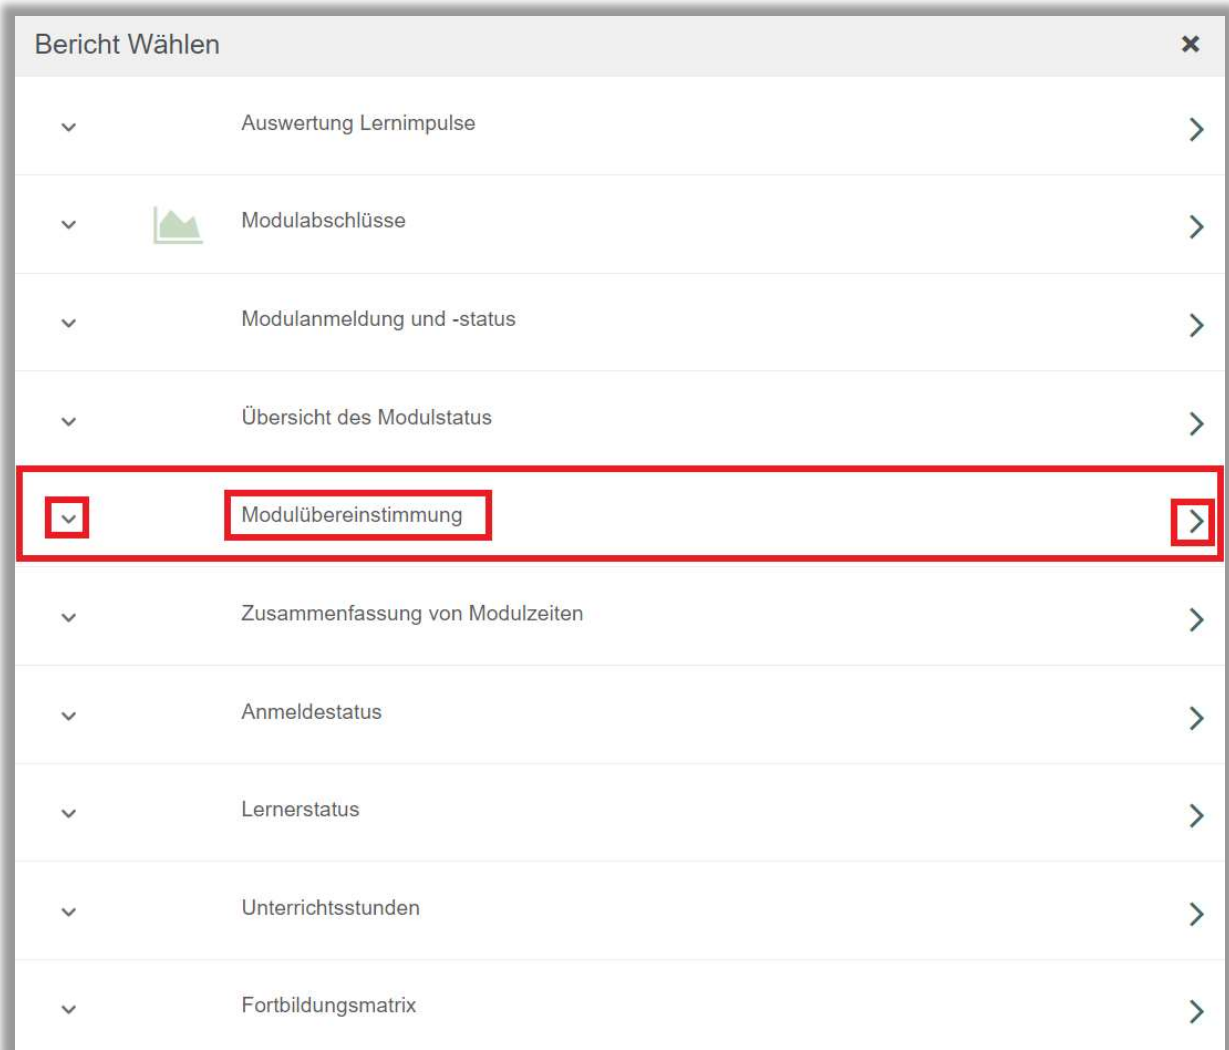 Bericht Wählen
Auswertung Lernimpulse
Modulabschlüsse
Modulanmeldung und -status
Übersicht des Modulstatus
Modulübereinstimmung
Zusammenfassung von Modulzeiten
Anmeldestatus
Lernerstatus
Unterrichtsstunden
Fortbildungsmatrix